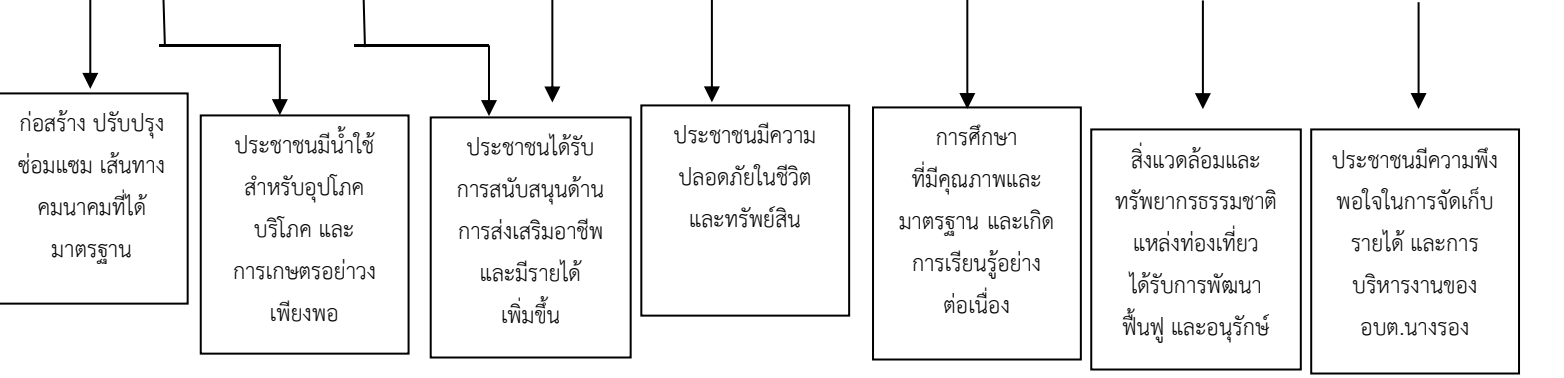 ก่อสร้าง ปรับปรุง
ซ่อมแซม เส้นทาง
คมนาคมที่ได้
มาตรฐาน
ประชาชนมีน้ำใช้
สำหรับอุปโภค
บริโภค และ
การเกษตรอย่าวง
เพียงพอ
ประชาชนได้รับ
การสนับสนุนด้าน
การส่งเสริมอาชีพ
และมีรายได้
เพิ่มขึ้น
ประชาชนมีความ
ปลอดภัยในชีวิต
และทรัพย์สิน
การศึกษา
ที่มีคุณภาพและ
มาตรฐาน และเกิด
การเรียนรู้อย่าง
ต่อเนื่อง
สิ่งแวดล้อมและ
ทรัพยากรธรรมชาติ
แหล่งท่องเที่ยว
ได้รับการพัฒนา
ฟื้นฟู และอนุรักษ์
ประชาชนมีความพึง
พอใจในการจัดเก็บ
รายได้ และการ
บริหารงานของ
อบต.นางรอง